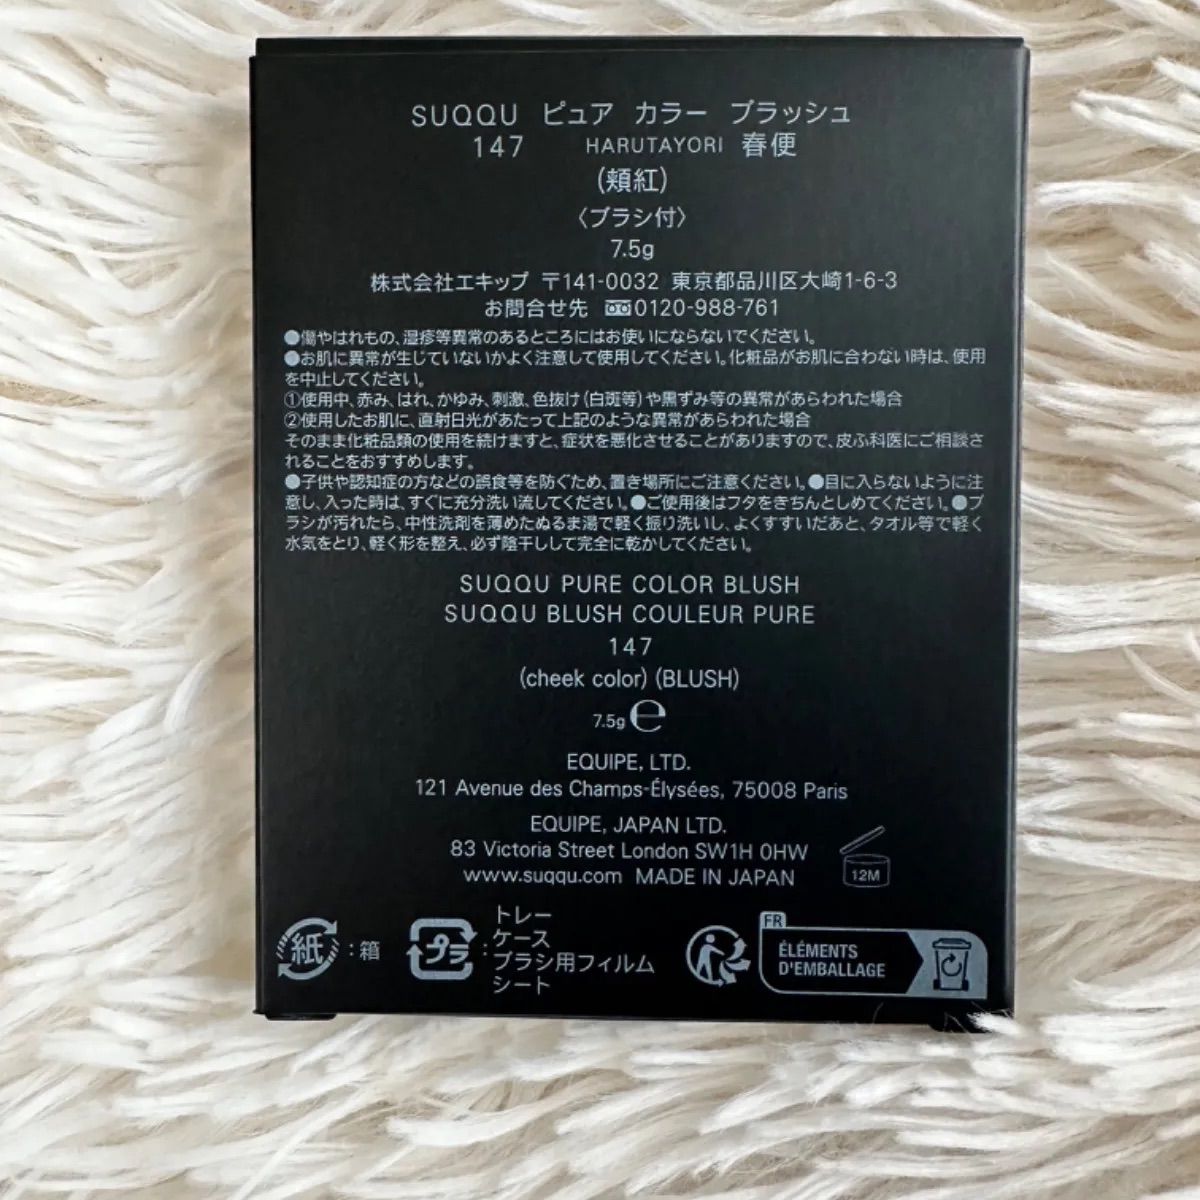 SUQQU ピュア カラー ブラッシュ
147 HARUTAYORI 春便
(頬紅)
〈ブラシ付〉
7.5g
株式会社エキップ 〒141-0032 東京都品川区大崎1-6-3
お問合せ先 0120-988-761
●傷やはれもの、湿疹等異常のあるところにはお使いにならないでください。
●お肌に異常が生じていないかよく注意して使用してください。化粧品がお肌に合わない時は、使用
を中止してください。
①使用中、赤み、はれ、かゆみ、刺激、色抜け(白斑等)や黒ずみ等の異常があらわれた場合
②使用したお肌に、直射日光があたって上記のような異常があらわれた場合
そのまま化粧品類の使用を続けますと、症状を悪化させることがありますので、皮ふ科医にご相談さ
れることをおすすめします。
●子供や認知症の方などの誤食等を防ぐため、置き場所にご注意ください。●目に入らないように注
意し、入った時は、すぐに充分洗い流してください。●ご使用後はフタをきちんとしめてください。●ブ
ラシが汚れたら、中性洗剤を薄めたぬるま湯で軽く振り洗いし、よくすすいだあと、タオル等で軽く
水気をとり、軽く形を整え、必ず陰干しして完全に乾かしてください。
SUQQU PURE COLOR BLUSH
SUQQU BLUSH COULEUR PURE
147
(cheek color) (BLUSH)
7.5g ℮
EQUIPE, LTD.
121 Avenue des Champs-Élysées, 75008 Paris
EQUIPE, JAPAN LTD.
83 Victoria Street London SW1H 0HW
www.suqqu.com MADE IN JAPAN
12M
紙 : 箱
プラ : トレー
ケース
ブラシ用フィルム
シート
FR
ÉLÉMENTS
D'EMBALLAGE